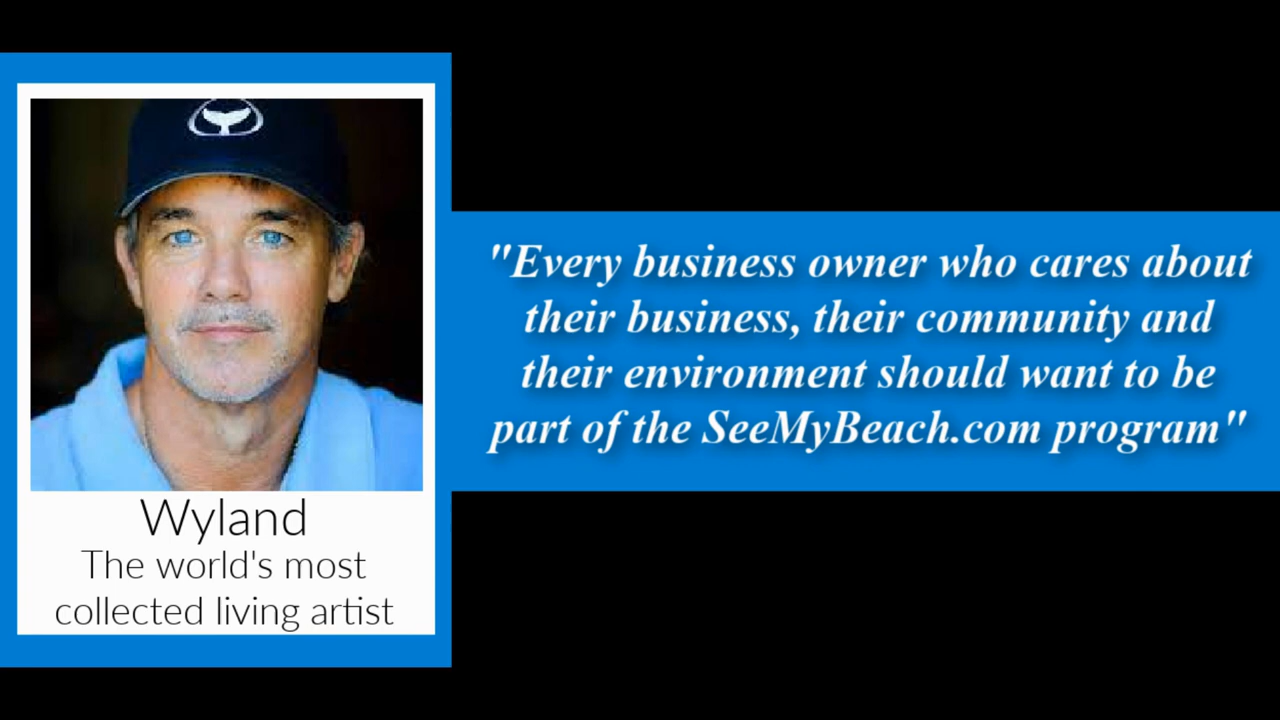 "Every business owner who cares about
their business, their community and
their environment should want to be
part of the SeeMyBeach.com program"
Wyland
The world's most
collected living artist